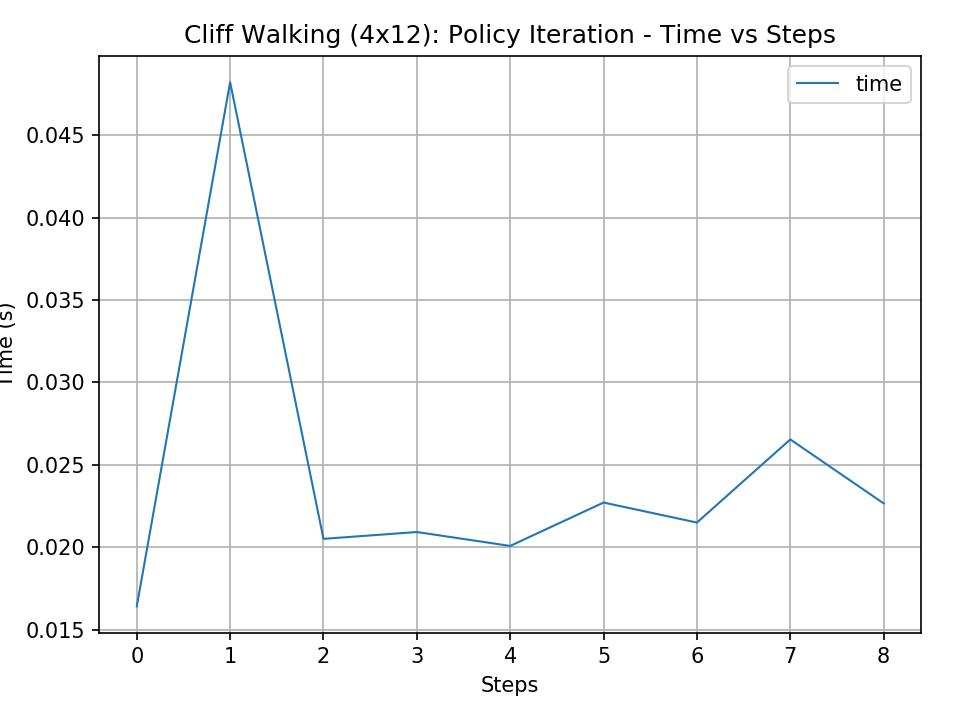 Cliff Walking (4x12): Policy Iteration - Time vs Steps
time
0.045
0.040
0.035
0.030
0.025
0.020
0.015
Time (s)
0 1 2 3 4 5 6 7 8
Steps